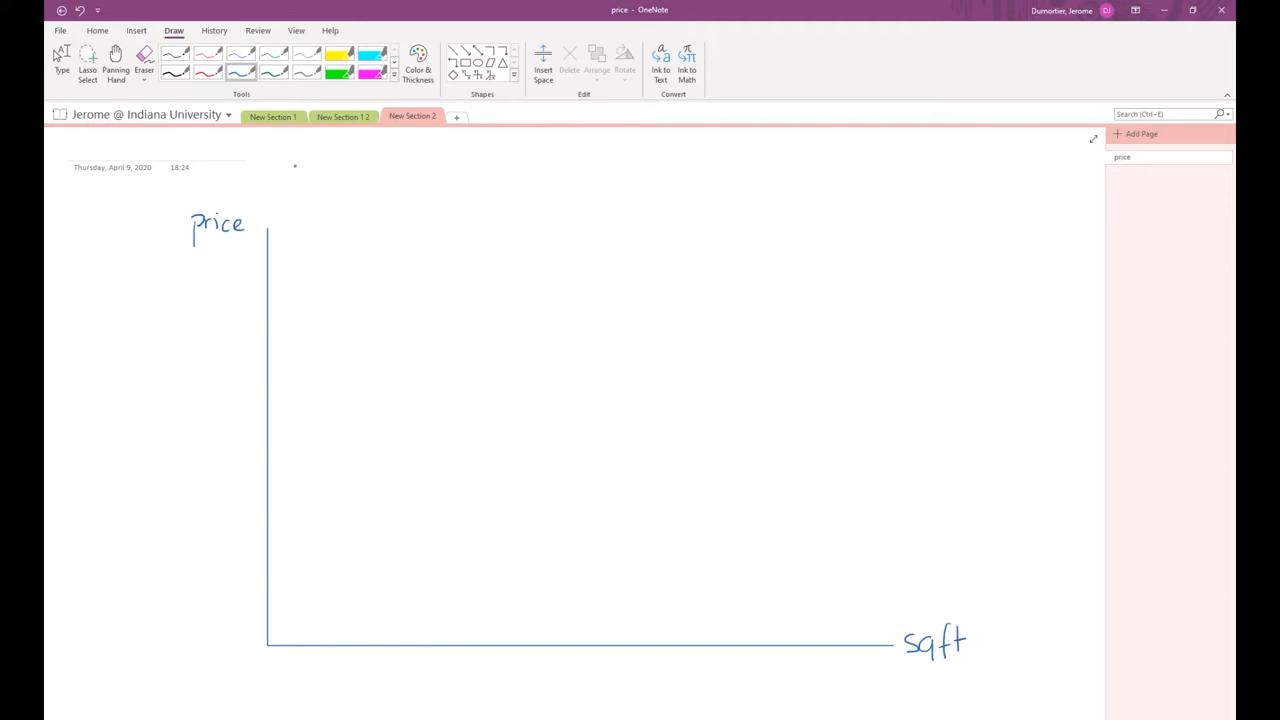 price - OneNote
Dumortier, Jerome DJ
File Home Insert Draw History Review View Help
Type
Lasso Select
Panning Hand
Eraser
Color & Thickness
Insert Space
Delete
Arrange
Rotate
Ink to Text
Ink to Math
Tools
Shapes
Edit
Convert
Jerome @ Indiana University
New Section 1
New Section 1 2
New Section 2
Search (Ctrl+E)
Add Page
price
Thursday, April 9, 2020 18:24
price
sqft